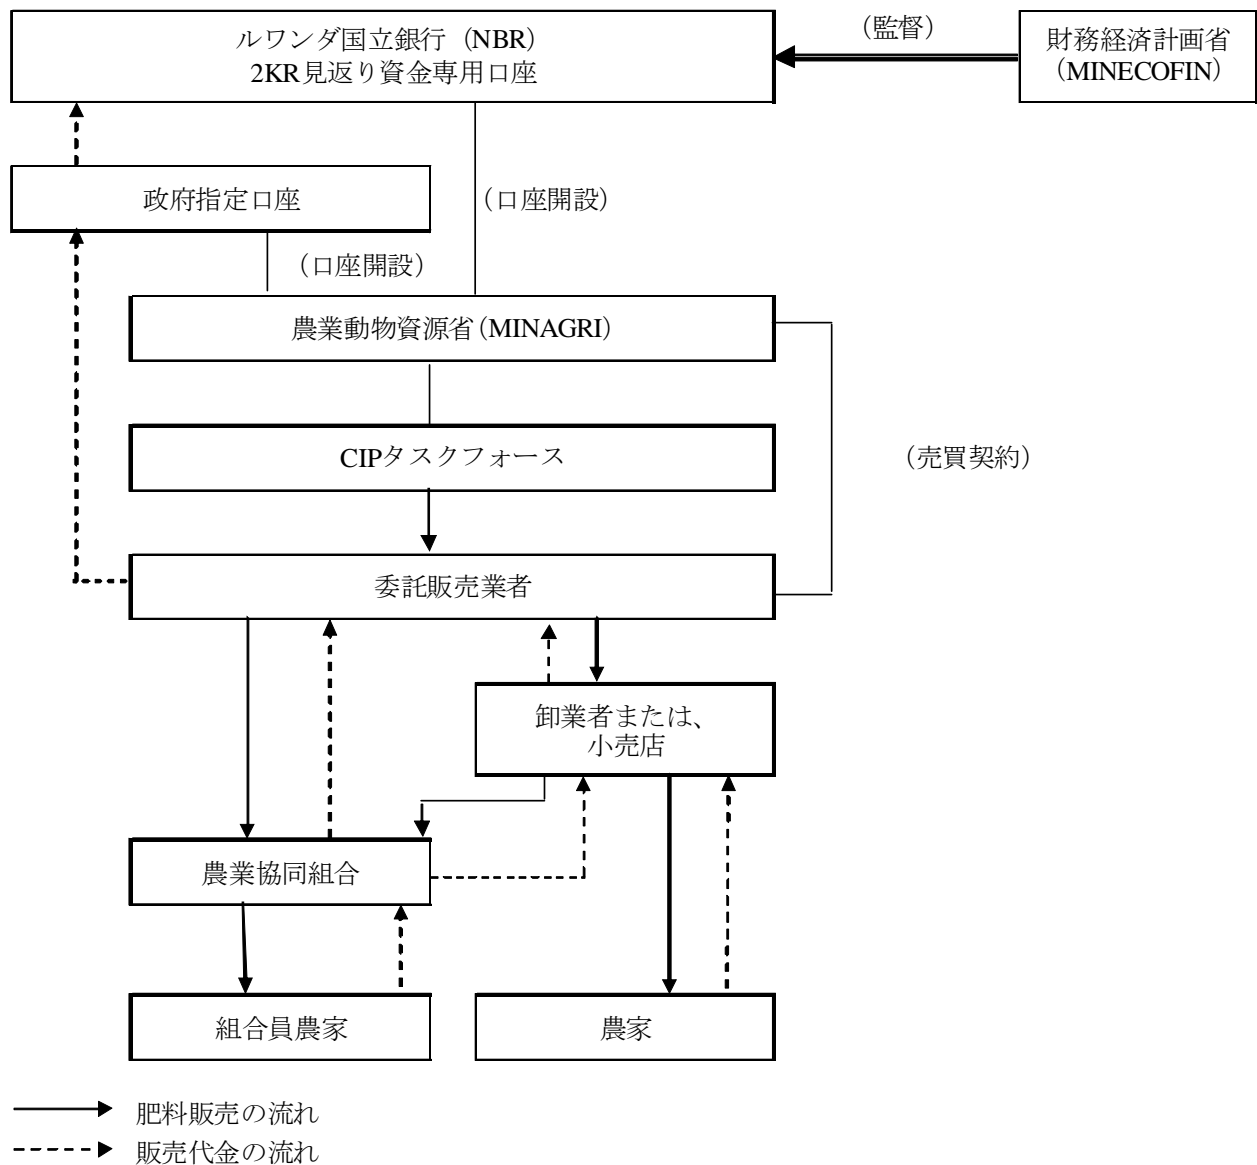 ルワンダ国立銀行（NBR）
2KR見返り資金専用口座
（監督）
財務経済計画省
（MINECOFIN）
政府指定口座
（口座開設）
（口座開設）
農業動物資源省（MINAGRI）
CIPタスクフォース
（売買契約）
委託販売業者
卸業者または、
小売店
農業協同組合
組合員農家
農家
肥料販売の流れ
販売代金の流れ